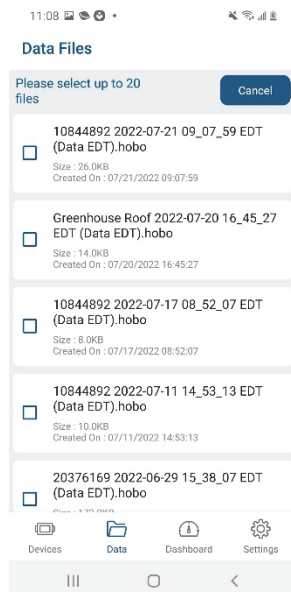 11:08
Data Files
Please select up to 20
files
Cancel
10844892 2022-07-21 09_07_59 EDT
(Data EDT).hobo
Size : 26.0KB
Created On : 07/21/2022 09:07:59
Greenhouse Roof 2022-07-20 16_45_27
EDT (Data EDT).hobo
Size : 14.0KB
Created On : 07/20/2022 16:45:27
10844892 2022-07-17 08_52_07 EDT
(Data EDT).hobo
Size : 8.0KB
Created On : 07/17/2022 08:52:07
10844892 2022-07-11 14_53_13 EDT
(Data EDT).hobo
Size : 10.0KB
Created On : 07/11/2022 14:53:13
20376169 2022-06-29 15_38_07 EDT
(Data EDT).hobo
Devices
Data
Dashboard
Settings